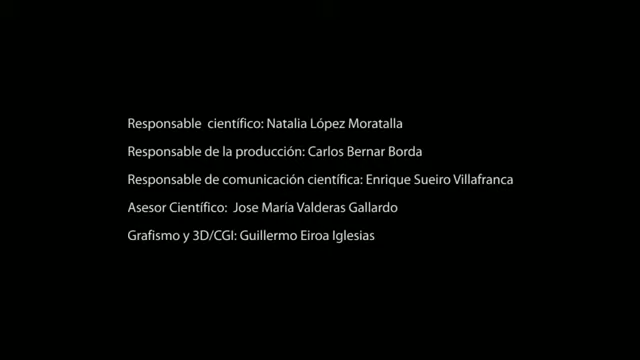 Responsable  científico: Natalia López Moratalla
Responsable de la producción: Carlos Bernar Borda
Responsable de comunicación científica: Enrique Sueiro Villafranca
Asesor Científico:  Jose María Valderas Gallardo
Grafismo y 3D/CGI: Guillermo Eiroa Iglesias